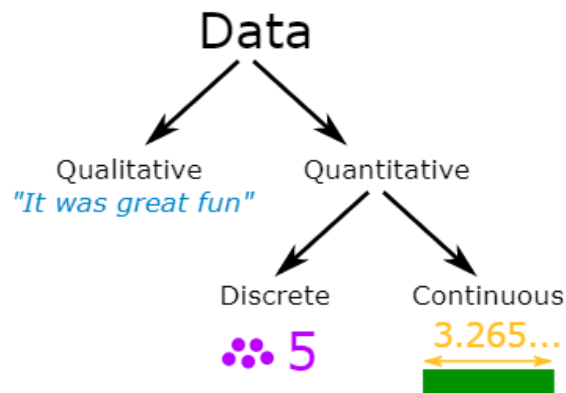 Data
Qualitative
"It was great fun"
Quantitative
Discrete
5
Continuous
3.265...